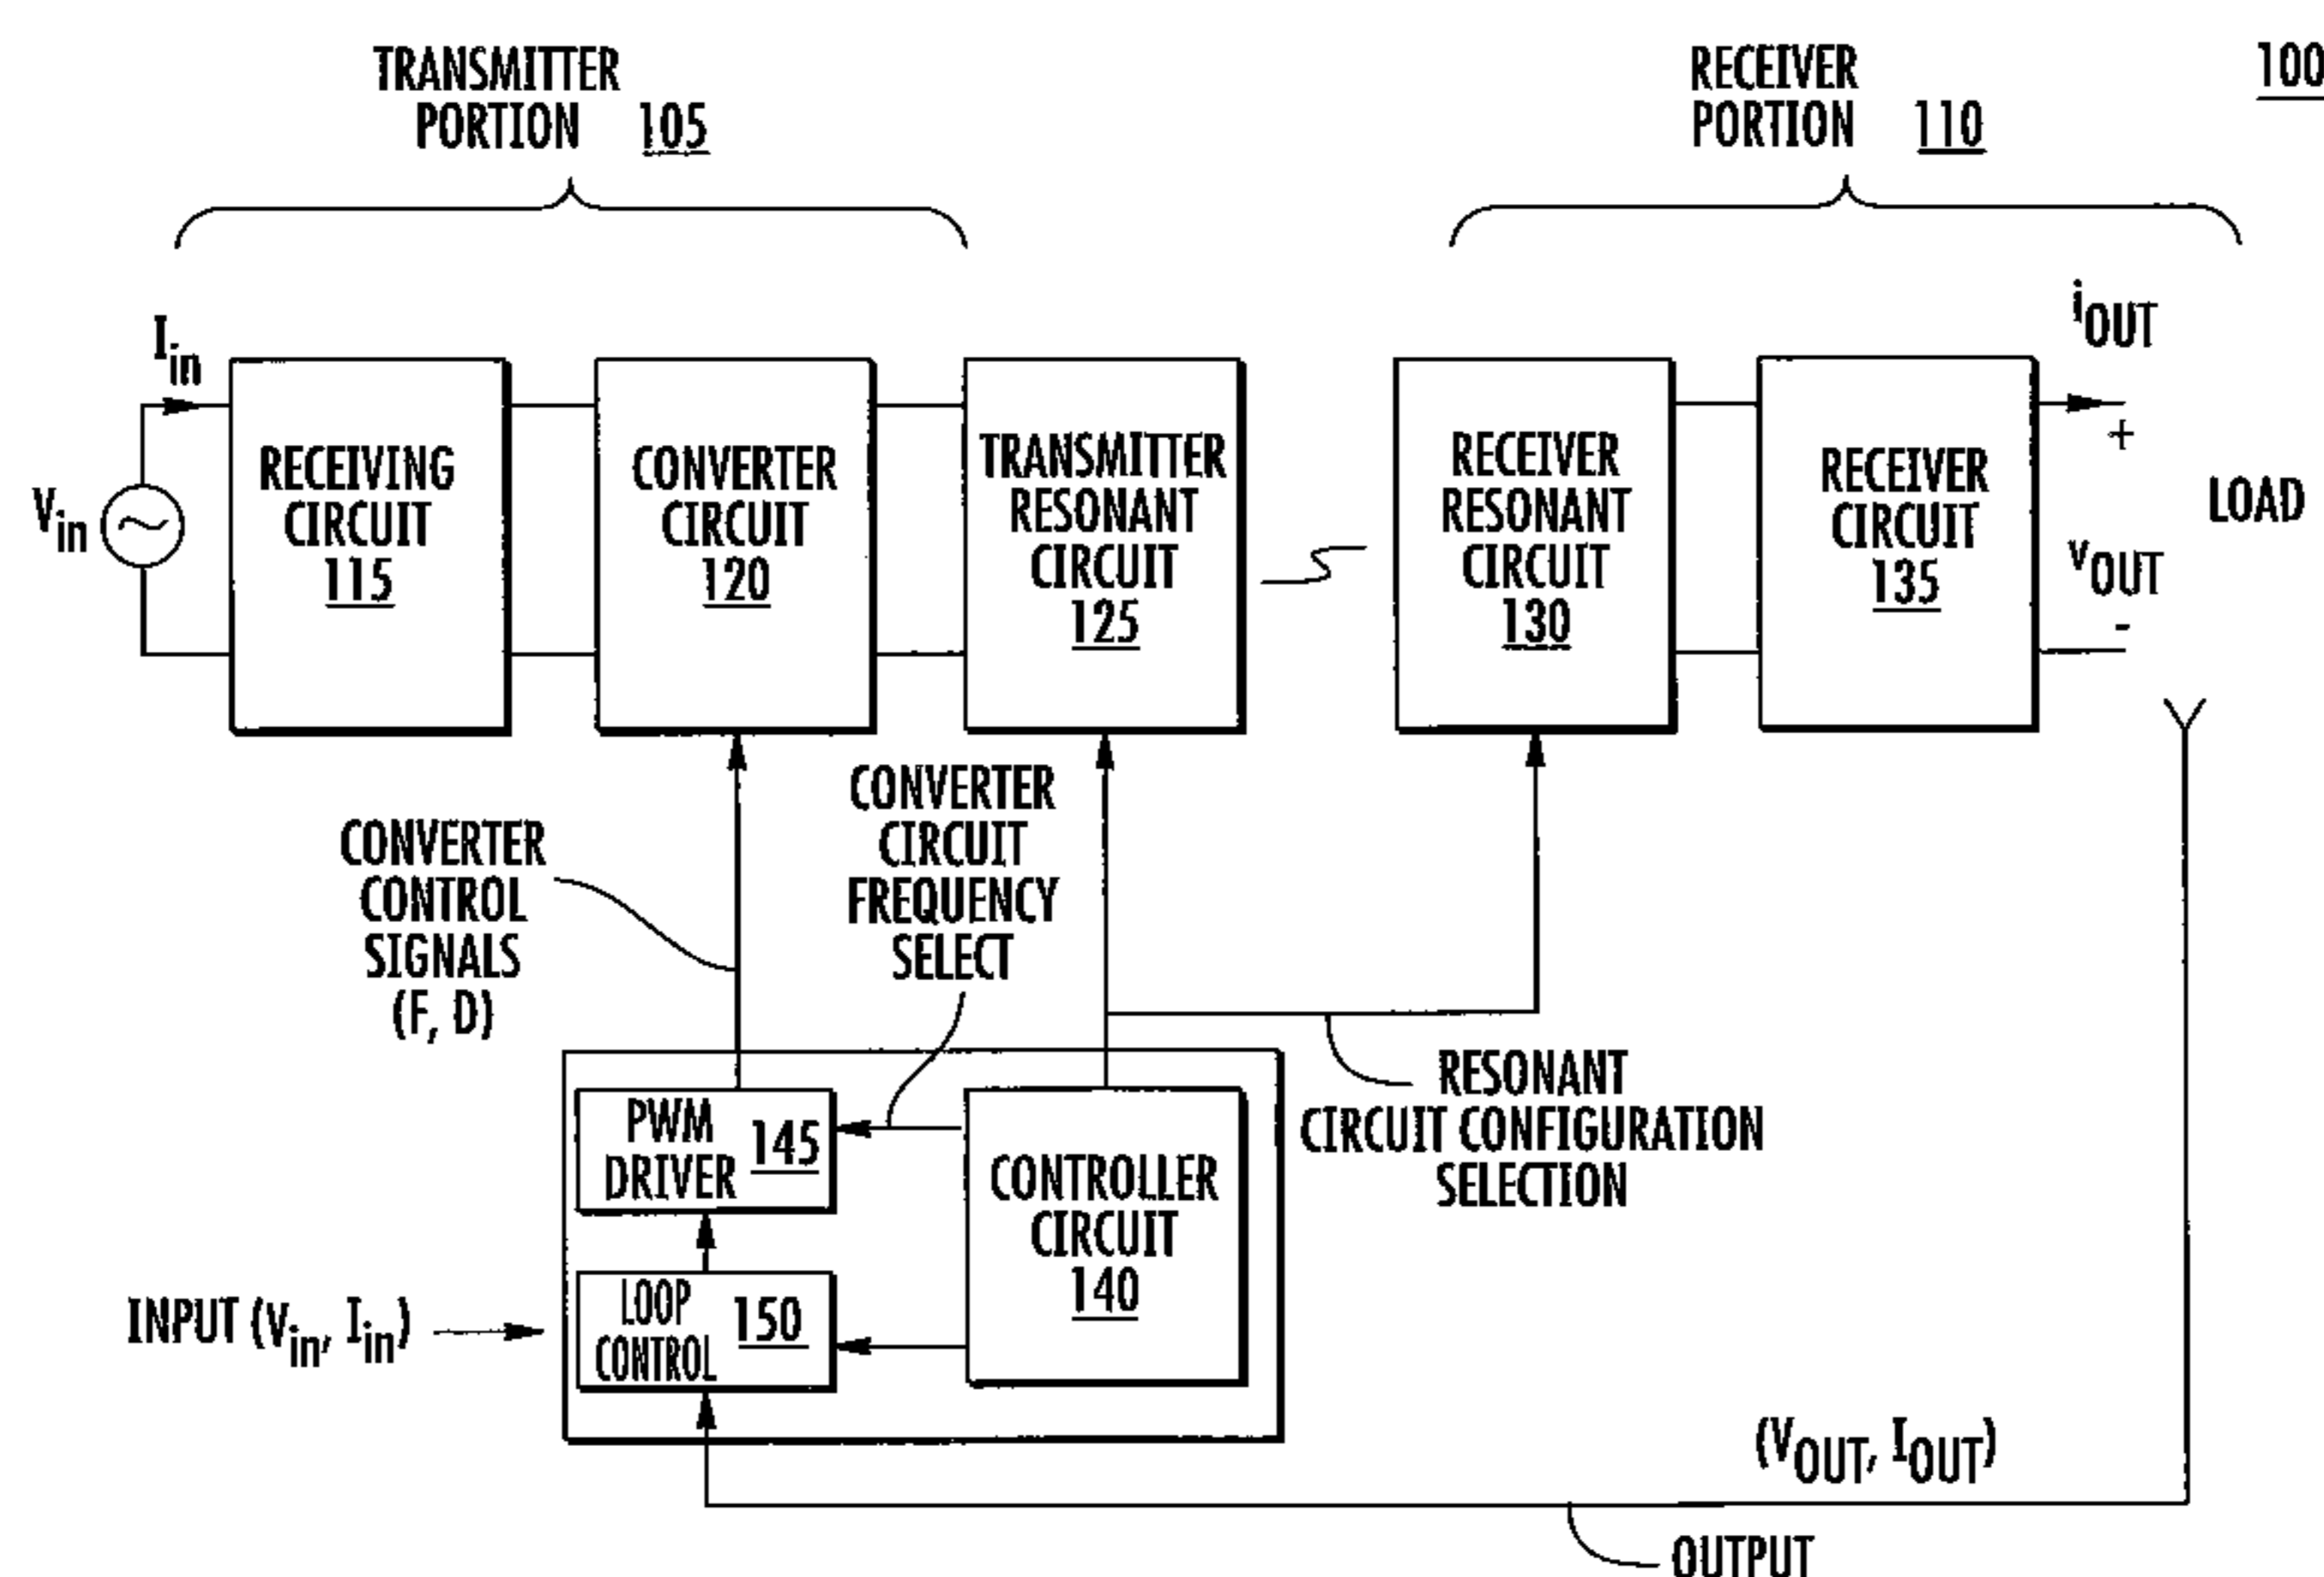 TRANSMITTER
PORTION 105
RECEIVER
PORTION 110
100
Iin
Vin
RECEIVING
CIRCUIT
115
CONVERTER
CIRCUIT
120
TRANSMITTER
RESONANT
CIRCUIT
125
RECEIVER
RESONANT
CIRCUIT
130
RECEIVER
CIRCUIT
135
iOUT
+
LOAD
vOUT
-
CONVERTER
CONTROL
SIGNALS
(F, D)
CONVERTER
CIRCUIT
FREQUENCY
SELECT
PWM
DRIVER 145
LOOP
CONTROL 150
CONTROLLER
CIRCUIT
140
RESONANT
CIRCUIT CONFIGURATION
SELECTION
INPUT (Vin, Iin)
(VOUT, IOUT)
OUTPUT